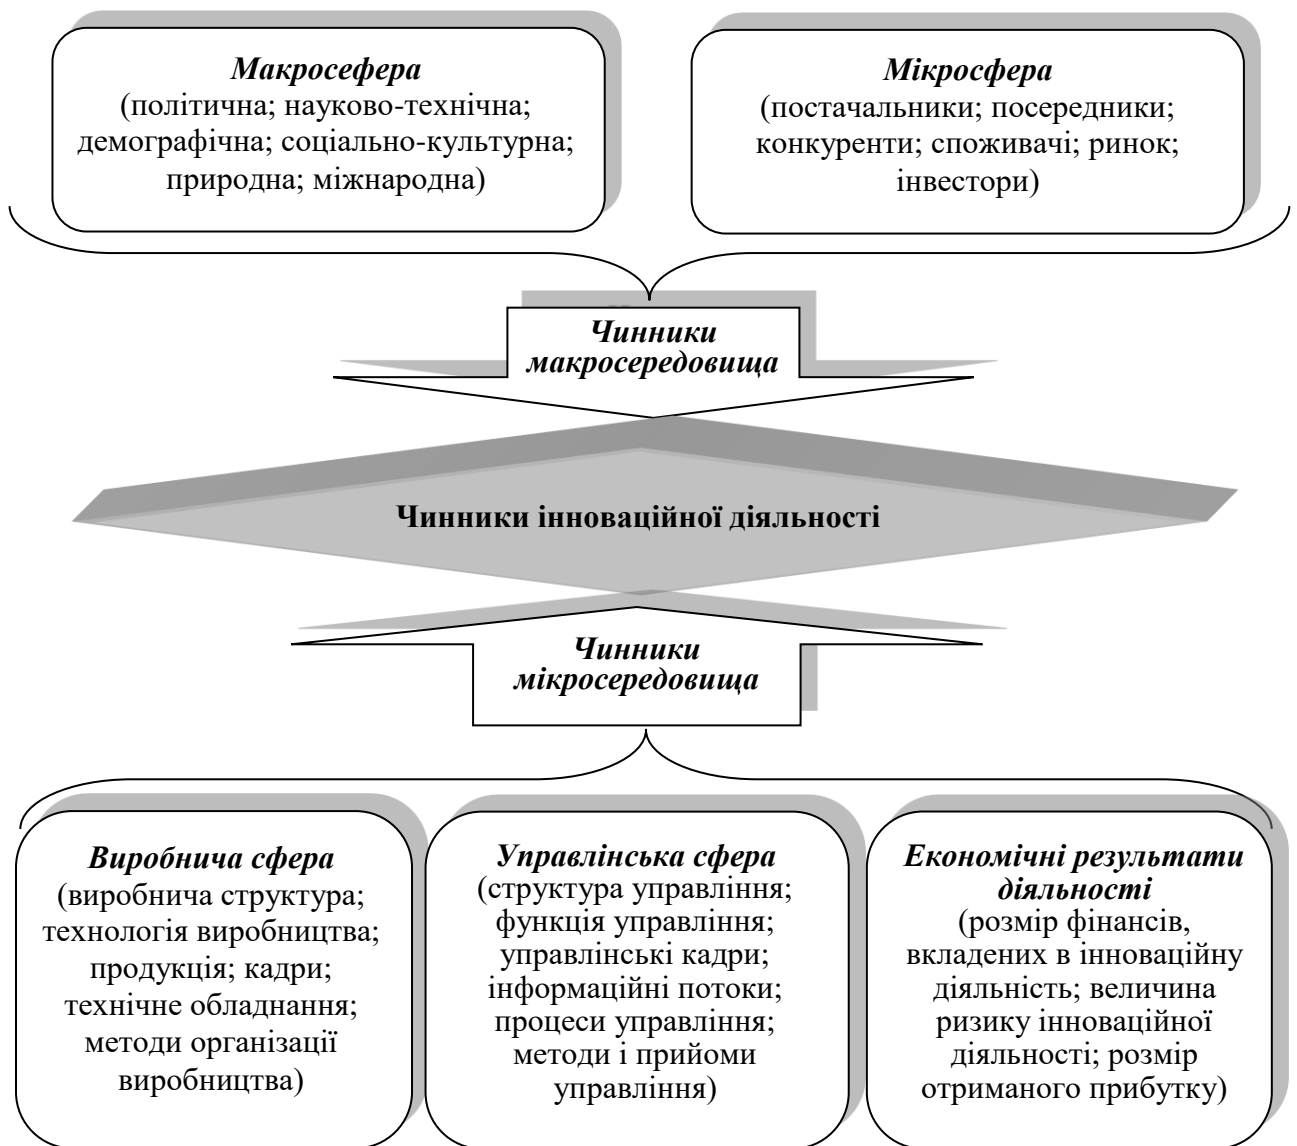 Макросефера
(політична; науково-технічна;
демографічна; соціально-культурна;
природна; міжнародна)
Мікросфера
(постачальники; посередники;
конкуренти; споживачі; ринок;
інвестори)
Чинники
макросередовища
Чинники інноваційної діяльності
Чинники
мікросередовища
Виробнича сфера
(виробнича структура;
технологія виробництва;
продукція; кадри;
технічне обладнання;
методи організації
виробництва)
Управлінська сфера
(структура управління;
функція управління;
управлінські кадри;
інформаційні потоки;
процеси управління;
методи і прийоми
управління)
Економічні результати
діяльності
(розмір фінансів,
вкладених в інноваційну
діяльність; величина
ризику інноваційної
діяльності; розмір
отриманого прибутку)